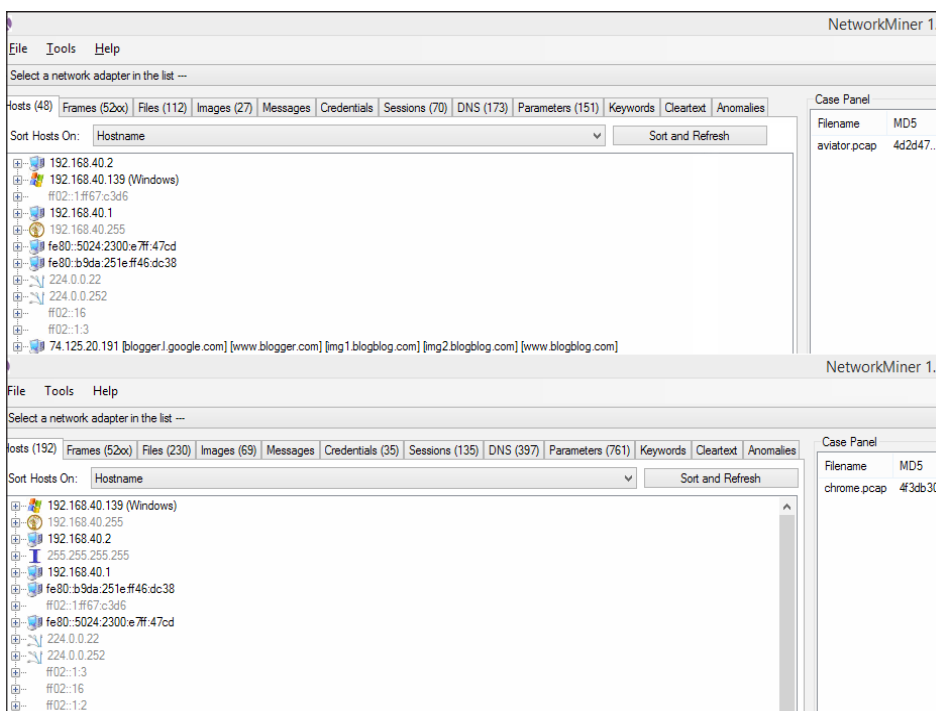 NetworkMiner 1.
File Tools Help
Select a network adapter in the list ---
Hosts (48) Frames (52xx) Files (112) Images (27) Messages Credentials Sessions (70) DNS (173) Parameters (151) Keywords Cleartext Anomalies
Case Panel
Sort Hosts On: Hostname Sort and Refresh
Filename MD5
aviator.pcap 4d2d47..
192.168.40.2
192.168.40.139 (Windows)
ff02::1:ff67:c3d6
192.168.40.1
192.168.40.255
fe80::5024:2300:e7ff:47cd
fe80::b9da:251e:ff46:dc38
224.0.0.22
224.0.0.252
ff02::16
ff02::1:3
74.125.20.191 [blogger.l.google.com] [www.blogger.com] [img1.blogblog.com] [img2.blogblog.com] [www.blogblog.com]
NetworkMiner 1.
File Tools Help
Select a network adapter in the list ---
Hosts (192) Frames (52xx) Files (230) Images (69) Messages Credentials (35) Sessions (135) DNS (397) Parameters (761) Keywords Cleartext Anomalies
Case Panel
Sort Hosts On: Hostname Sort and Refresh
Filename MD5
chrome.pcap 4f3db30
192.168.40.139 (Windows)
192.168.40.255
192.168.40.2
255.255.255.255
192.168.40.1
fe80::b9da:251e:ff46:dc38
ff02::1:ff67:c3d6
fe80::5024:2300:e7ff:47cd
224.0.0.22
224.0.0.252
ff02::1:3
ff02::16
ff02::1:2